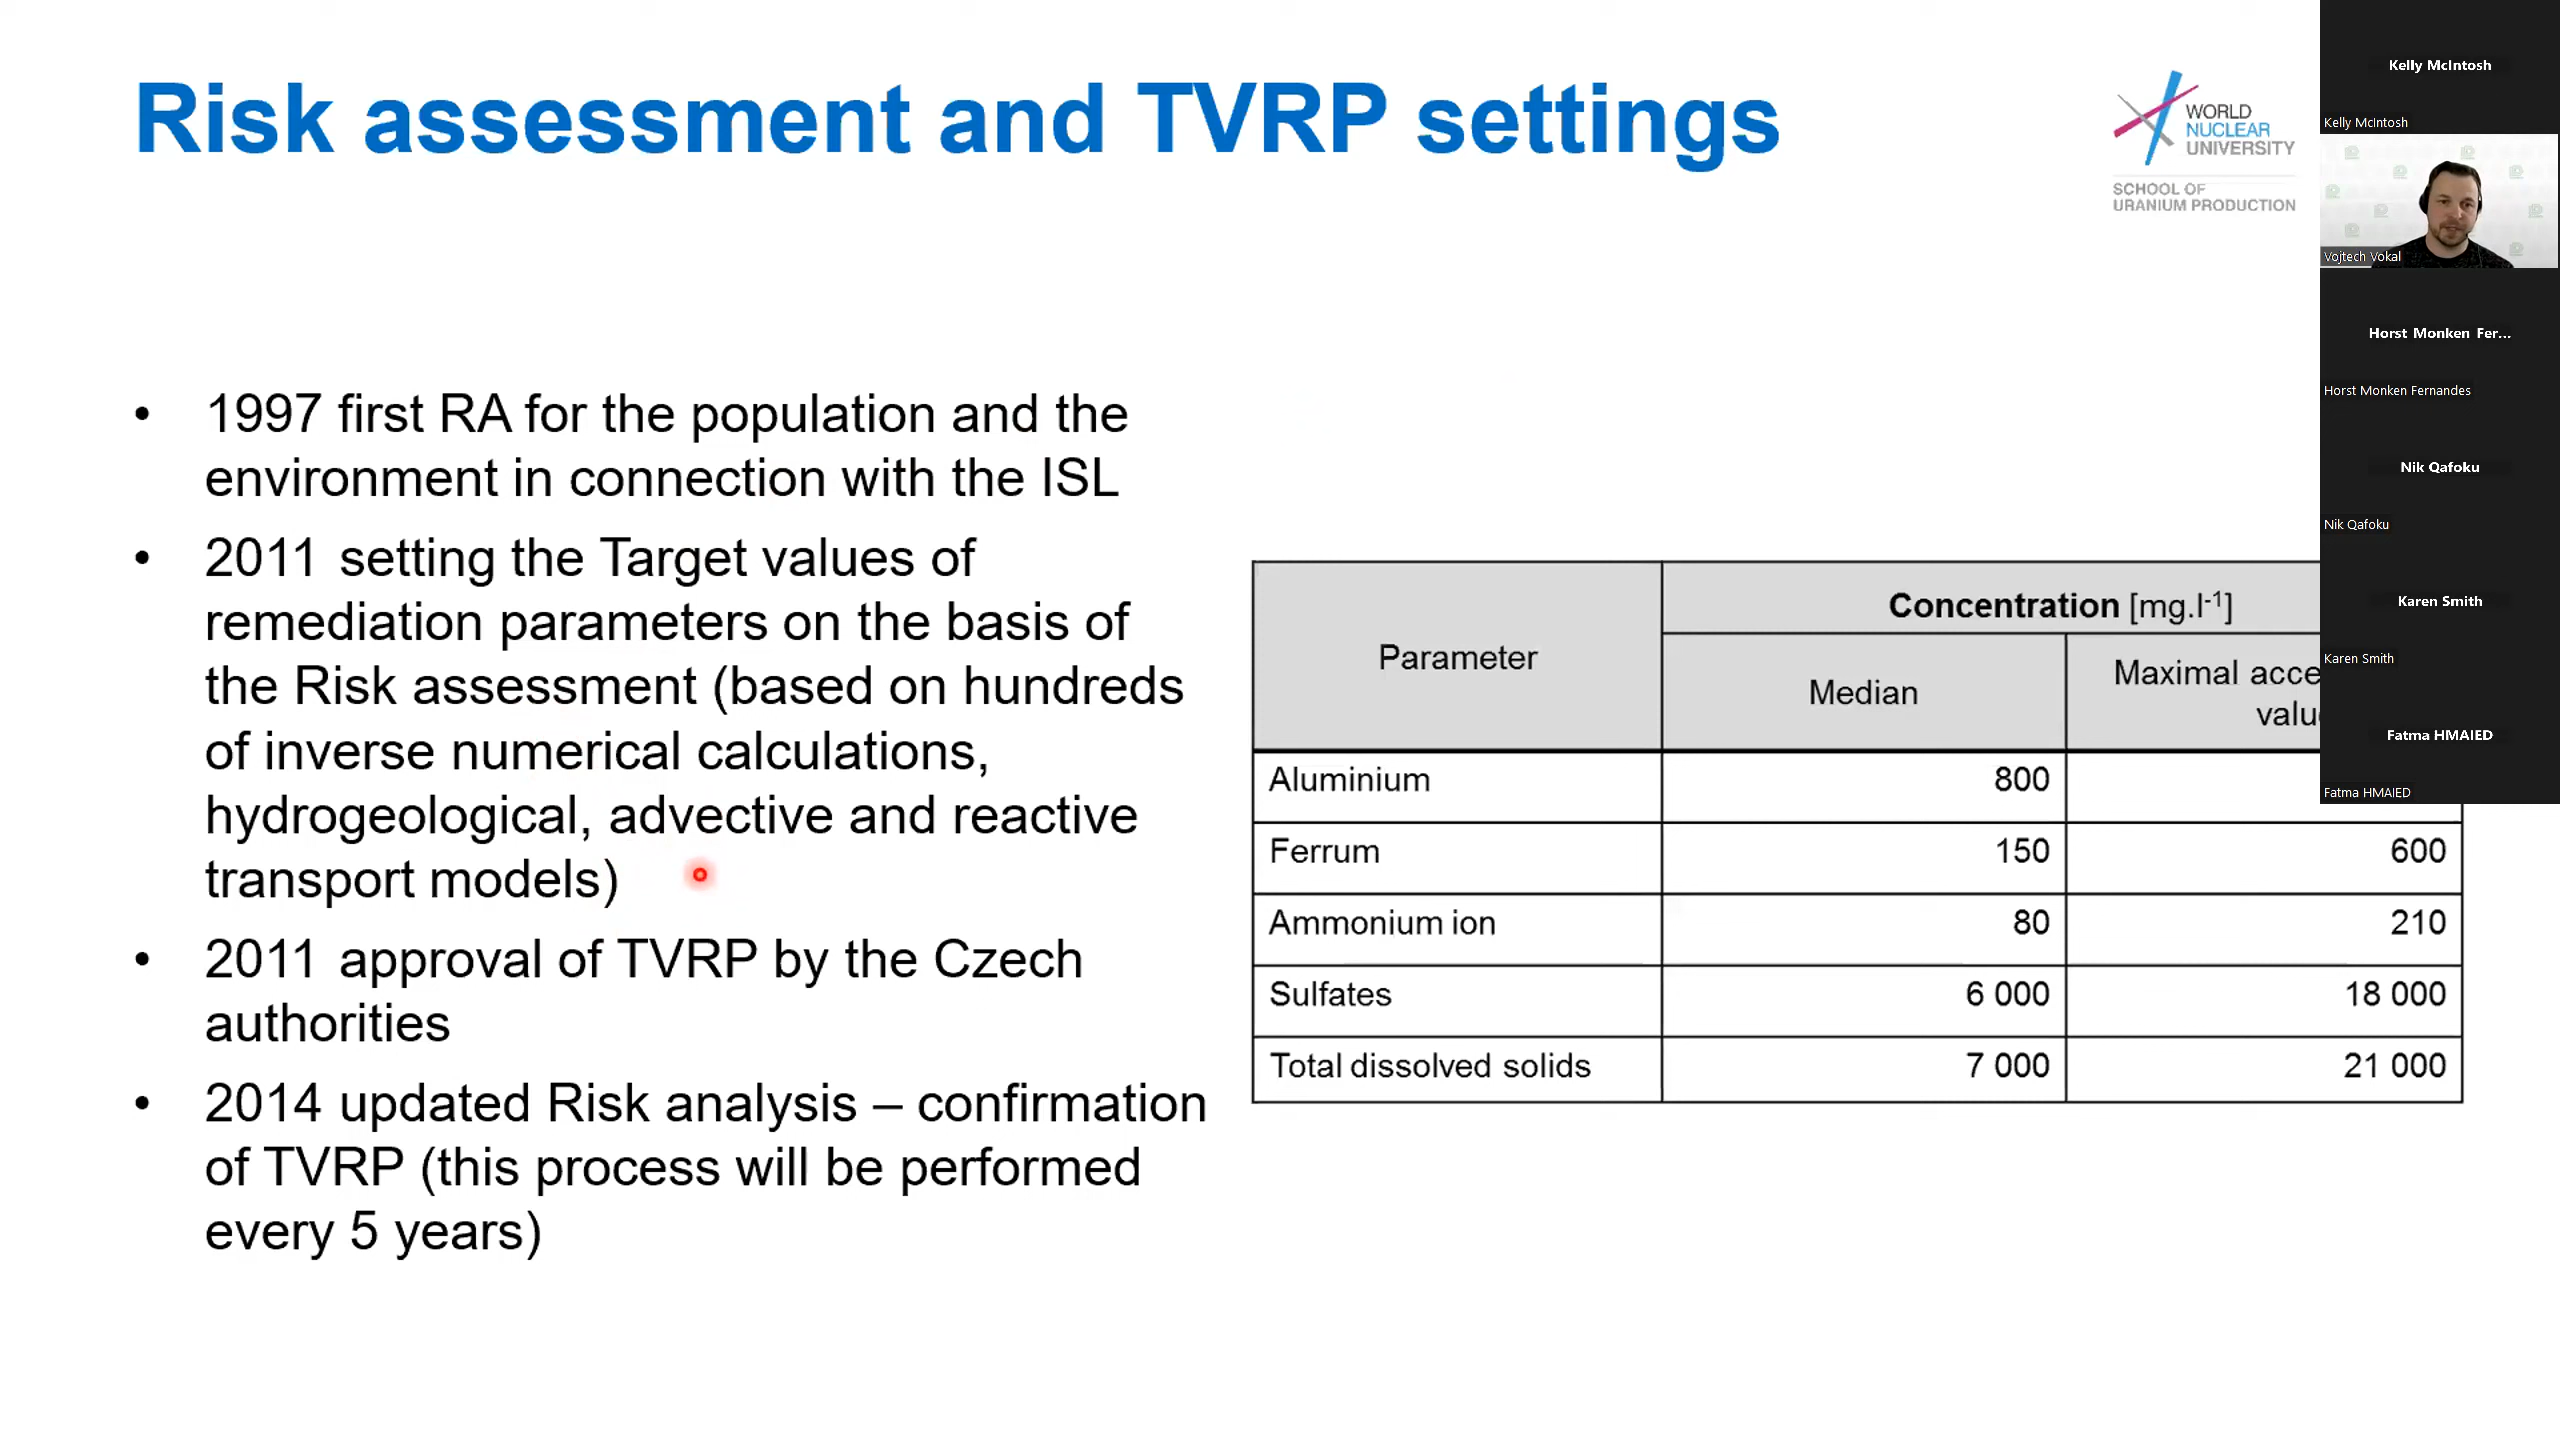 Risk assessment and TVRP settings
WORLD
NUCLEAR
UNIVERSITY
SCHOOL OF
URANIUM PRODUCTION
• 1997 first RA for the population and the
environment in connection with the ISL
• 2011 setting the Target values of
remediation parameters on the basis of
the Risk assessment (based on hundreds
of inverse numerical calculations,
hydrogeological, advective and reactive
transport models)
• 2011 approval of TVRP by the Czech
authorities
• 2014 updated Risk analysis – confirmation
of TVRP (this process will be performed
every 5 years)
Parameter
Concentration [mg.l-1]
Median
Maximal
Aluminium 800
Ferrum 150 600
Ammonium ion 80 210
Sulfates 6 000 18 000
Total dissolved solids 7 000 21 000
Kelly McIntosh
Kelly McIntosh
Vojtech Vokal
Horst Monken Fer...
Horst Monken Fernandes
Nik Qafoku
Nik Qafoku
Karen Smith
Karen Smith
Fatma HMAIED
Fatma HMAIED